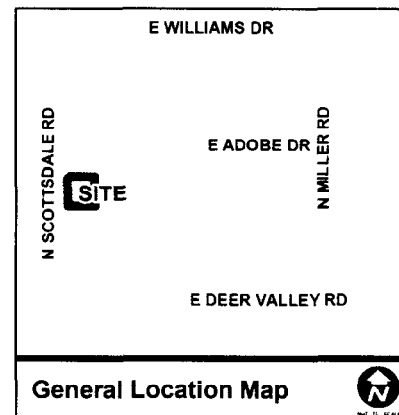 E WILLIAMS DR
N SCOTTSDALE RD
E ADOBE DR
N MILLER RD
SITE
E DEER VALLEY RD
General Location Map
N